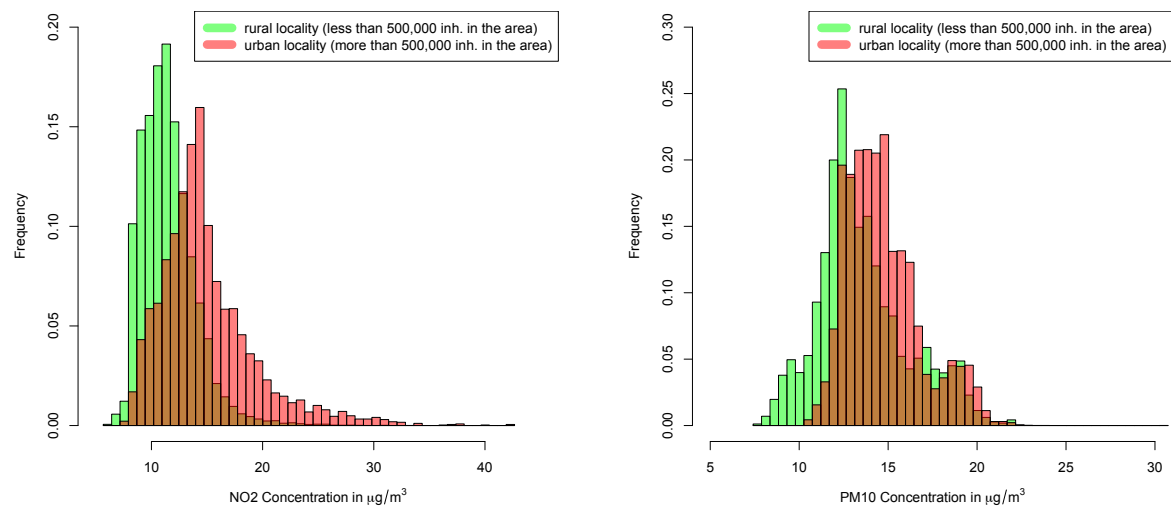 rural locality (less than 500,000 inh. in the area)
urban locality (more than 500,000 inh. in the area)
0.20
0.15
0.10
0.05
0.00
Frequency
10 20 30 40
NO2 Concentration in μg/m³
rural locality (less than 500,000 inh. in the area)
urban locality (more than 500,000 inh. in the area)
0.30
0.25
0.20
0.15
0.10
0.05
0.00
Frequency
5 10 15 20 25 30
PM10 Concentration in μg/m³